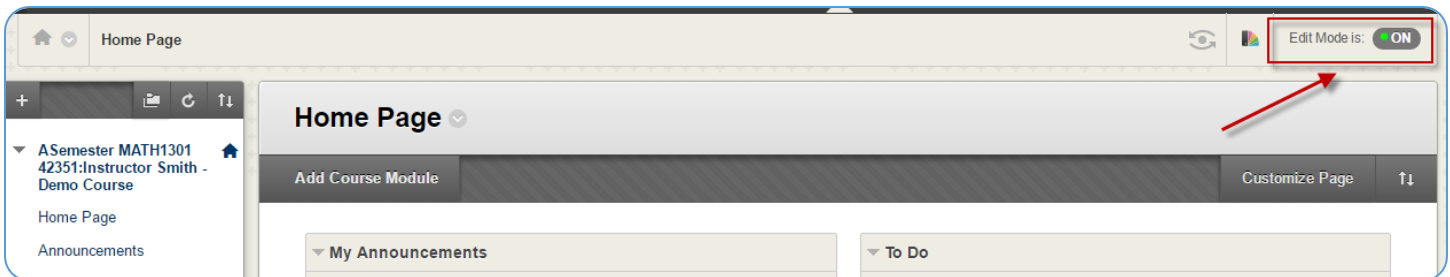 Home Page
Edit Mode is: ON
Home Page
ASemester MATH1301
42351:Instructor Smith -
Demo Course
Add Course Module
Customize Page
Home Page
Announcements
My Announcements
To Do